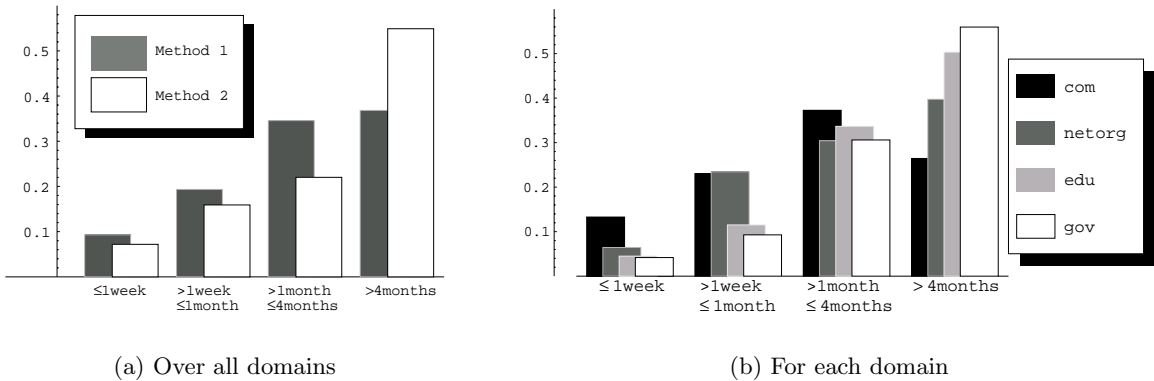 0.5
0.4
0.3
0.2
0.1
Method 1
Method 2
≤1week
>1week
≤1month
>1month
≤4months
>4months
(a) Over all domains
0.5
0.4
0.3
0.2
0.1
com
netorg
edu
gov
≤ 1week
>1week
≤ 1month
>1month
≤ 4months
> 4months
(b) For each domain